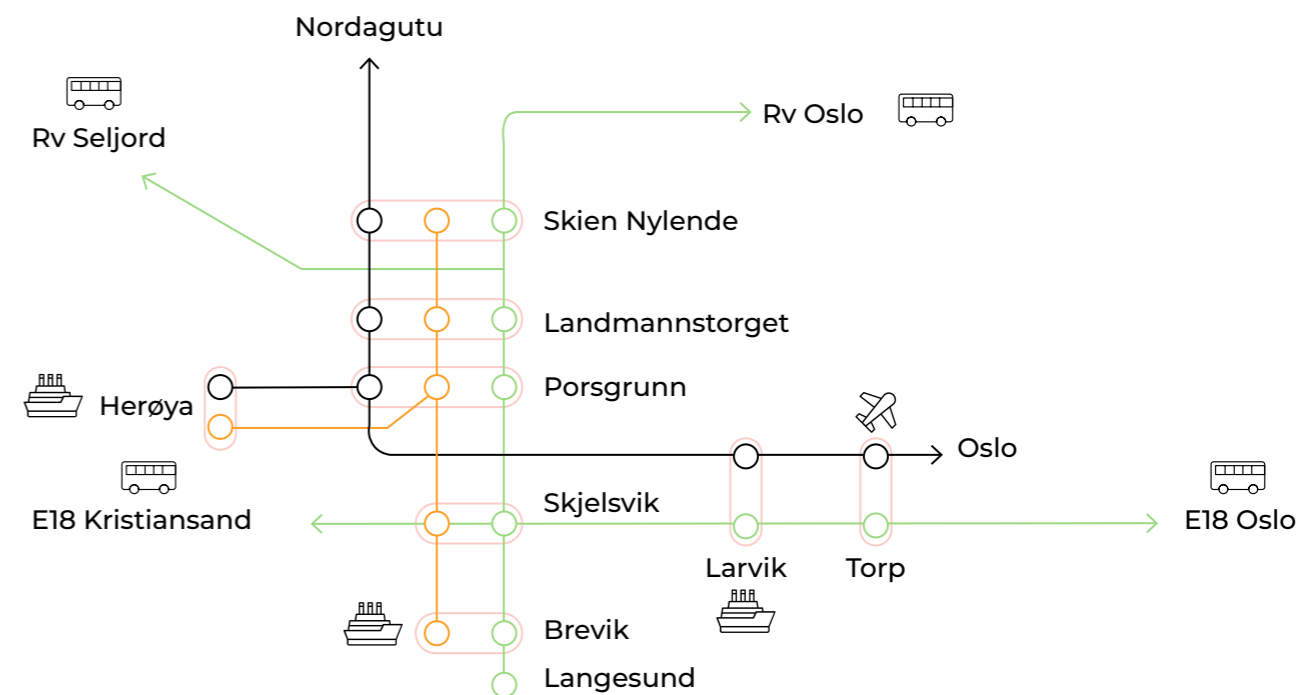 Nordagutu
Rv Seljord
Rv Oslo
Skien Nylende
Landmannstorget
Porsgrunn
Herøya
Oslo
Skjelsvik
E18 Kristiansand
E18 Oslo
Larvik
Torp
Brevik
Langesund